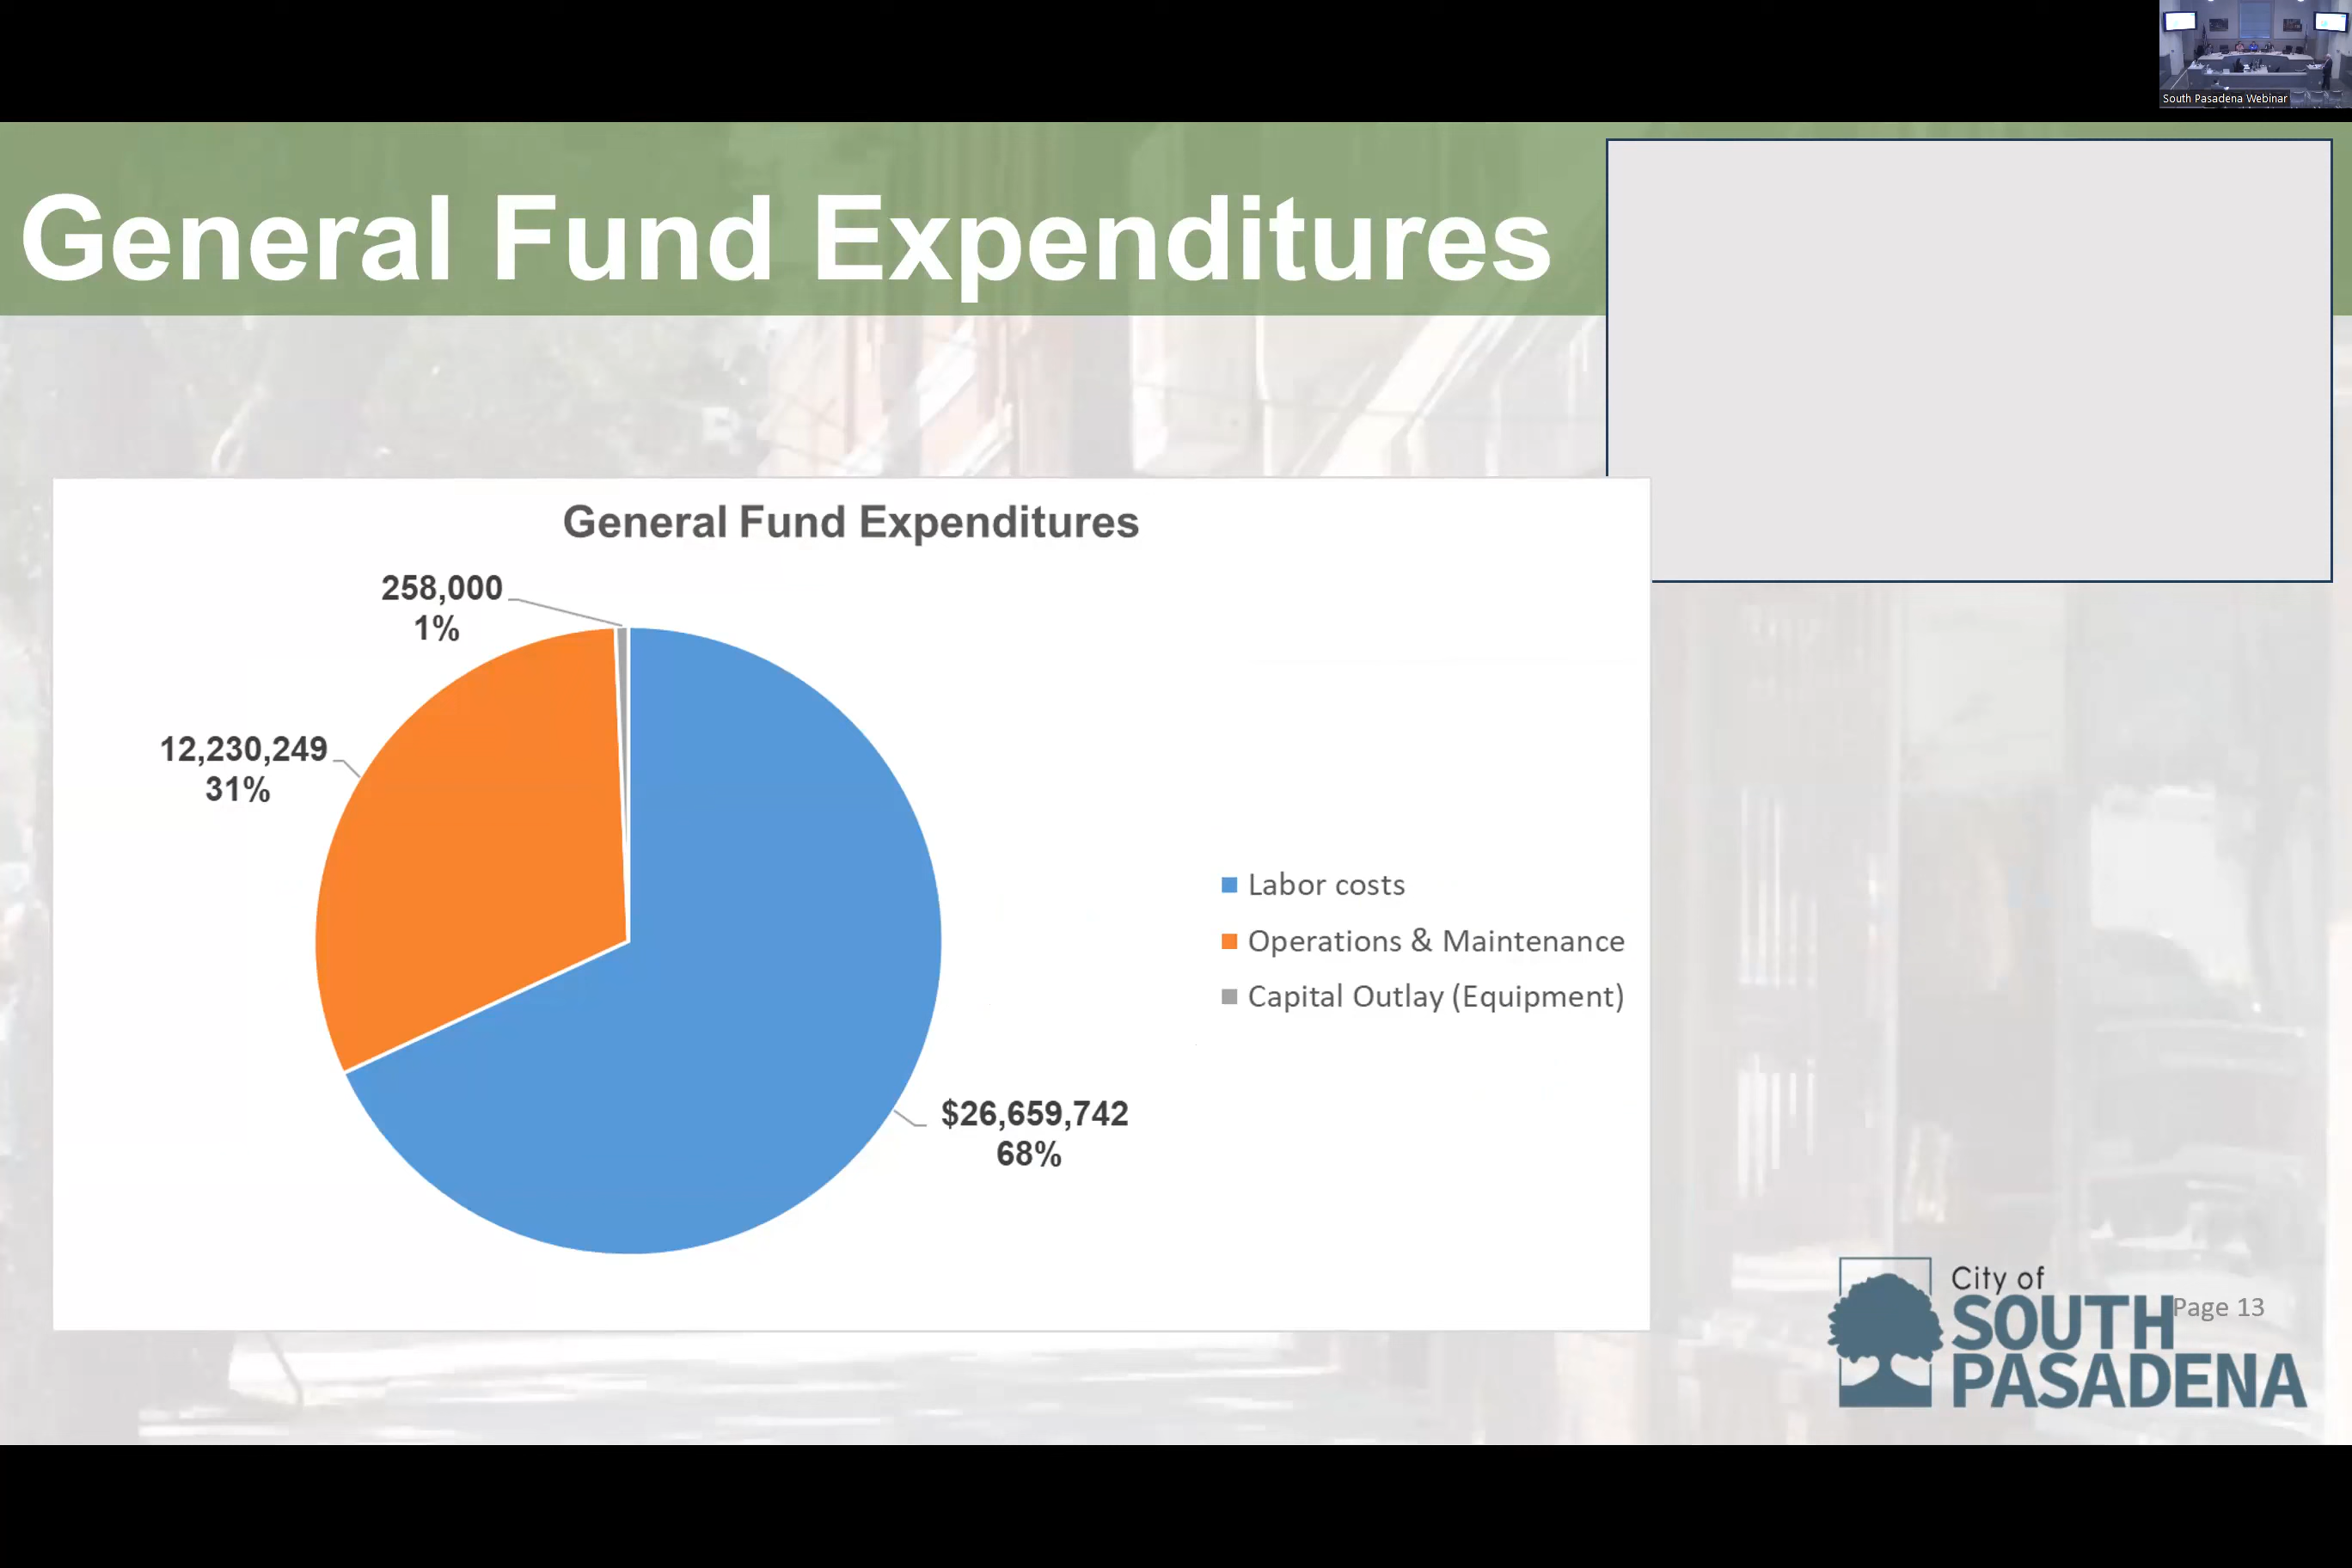 South Pasadena Webinar
General Fund Expenditures
General Fund Expenditures
258,000
1%
12,230,249
31%
Labor costs
Operations & Maintenance
Capital Outlay (Equipment)
$26,659,742
68%
City of
SOUTH
PASADENA
Page 13